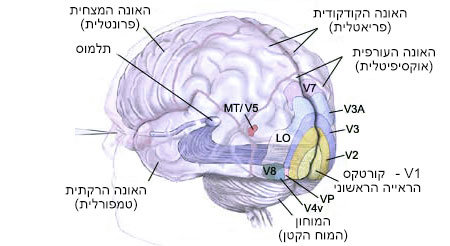 האונה המצחית
(פרונטלית)
תלמוס
האונה הקודקודית
(פריאטלית)
האונה העורפית
(אוקסיפיטלית)
V7
MT/V5
V3A
LO
V3
V2
V8
V1 - קורטקס
הראייה הראשוני
VP
V4v
האונה הרקתית
(טמפורלית)
המוחון
(המוח הקטן)